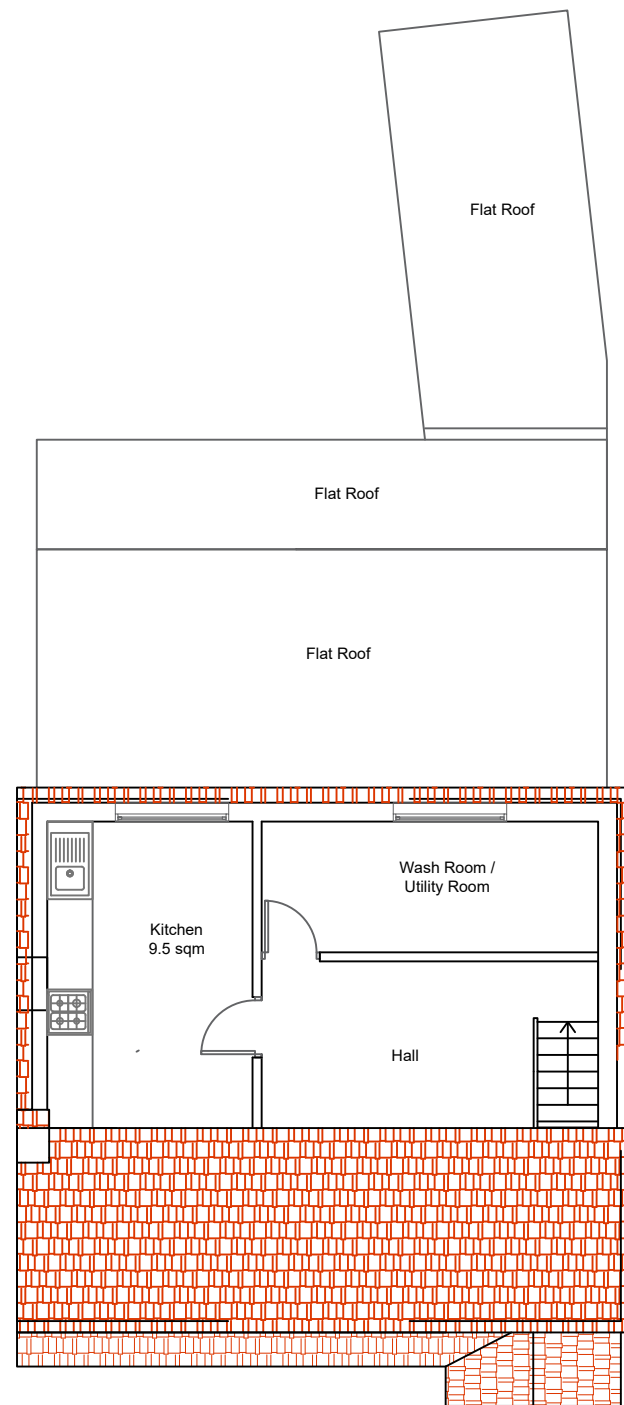 Flat Roof
Flat Roof
Flat Roof
Wash Room /
Utility Room
Kitchen
9.5 sqm
Hall